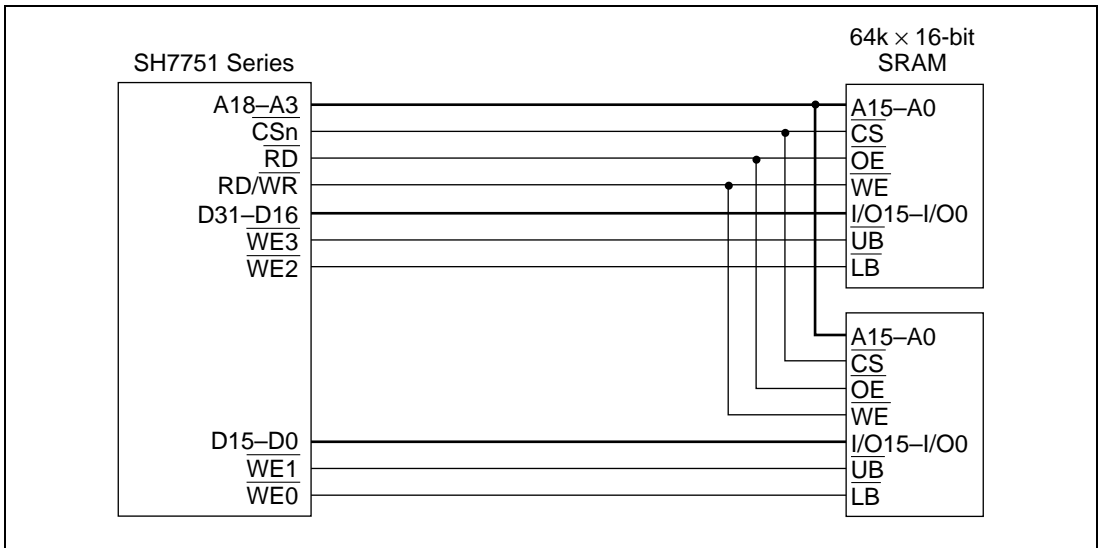 SH7751 Series
A18–A3
CSn
RD
RD/WR
D31–D16
WE3
WE2
D15–D0
WE1
WE0
64k × 16-bit
SRAM
A15–A0
CS
OE
WE
I/O15–I/O0
UB
LB
A15–A0
CS
OE
WE
I/O15–I/O0
UB
LB